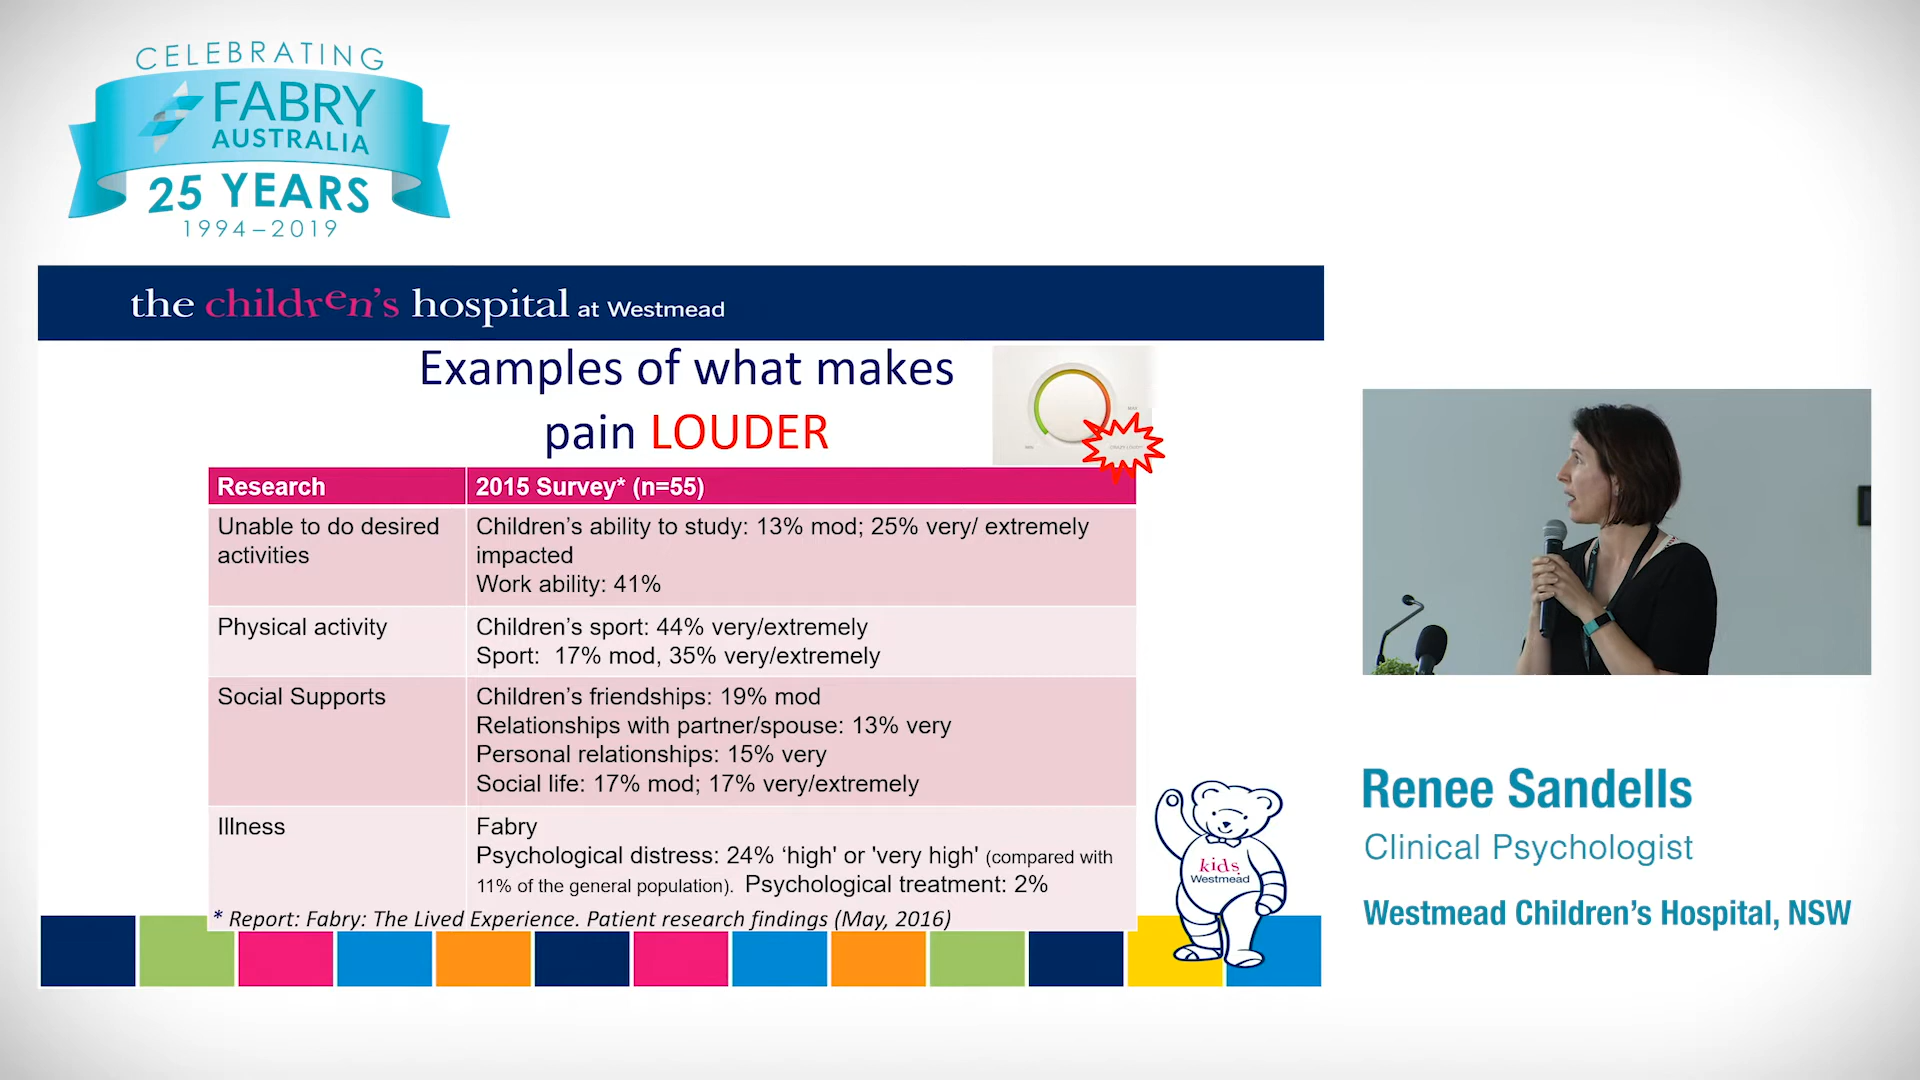 CELEBRATING
FABRY
AUSTRALIA
25 YEARS
1994–2019
the children's hospital at Westmead
Examples of what makes
pain LOUDER
MAX
MIN
Research
2015 Survey* (n=55)
Unable to do desired
activities
Children's ability to study: 13% mod; 25% very/ extremely
impacted
Work ability: 41%
Physical activity
Children's sport: 44% very/extremely
Sport: 17% mod, 35% very/extremely
Social Supports
Children's friendships: 19% mod
Relationships with partner/spouse: 13% very
Personal relationships: 15% very
Social life: 17% mod; 17% very/extremely
Illness
Fabry
Psychological distress: 24% ‘high' or 'very high' (compared with
11% of the general population). Psychological treatment: 2%
* Report: Fabry: The Lived Experience. Patient research findings (May, 2016)
kids
Westmead
Renee Sandells
Clinical Psychologist
Westmead Children's Hospital, NSW